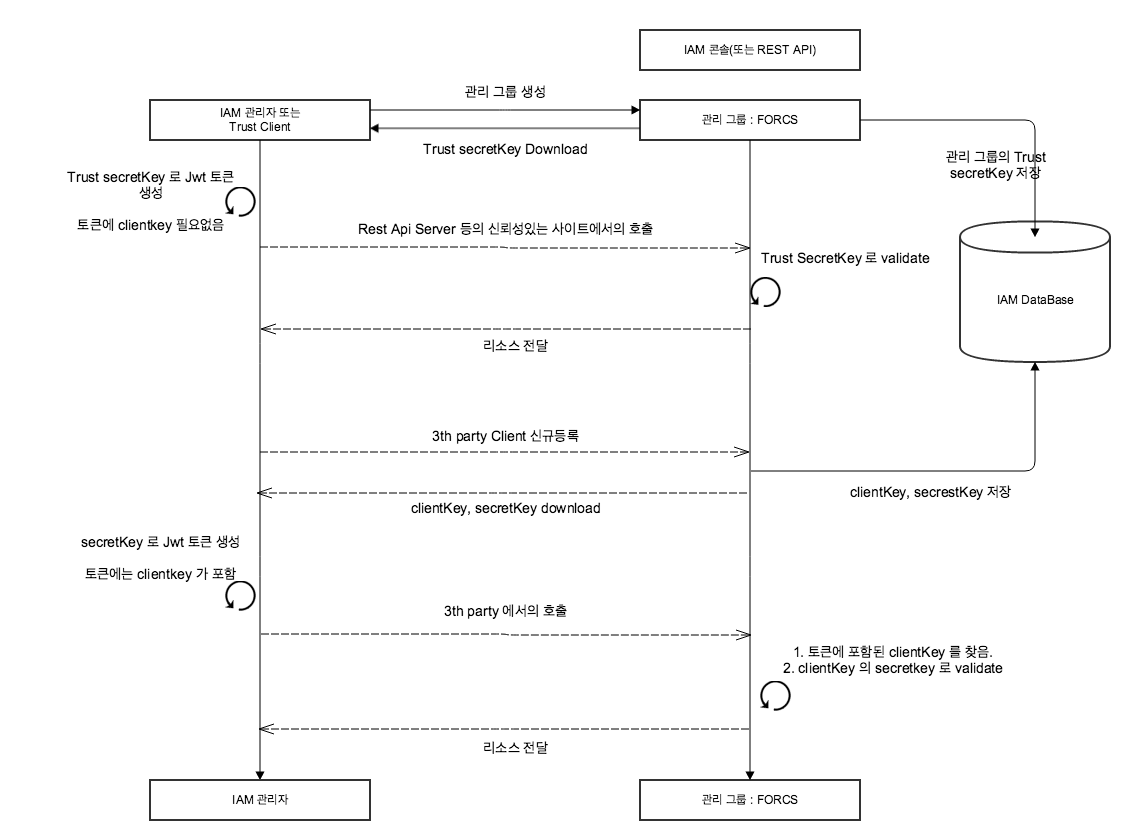 IAM 콘솔(또는 REST API)
관리 그룹 생성
IAM 관리자 또는
Trust Client
관리 그룹 : FORCS
Trust secretKey Download
관리 그룹의 Trust
secretKey 저장
Trust secretKey 로 Jwt 토큰
생성
토큰에 clientkey 필요없음
Rest Api Server 등의 신뢰성있는 사이트에서의 호출
Trust SecretKey 로 validate
IAM DataBase
리소스 전달
3th party Client 신규등록
clientKey, secrestKey 저장
clientKey, secretKey download
secretKey 로 Jwt 토큰 생성
토큰에는 clientkey 가 포함
3th party 에서의 호출
1. 토큰에 포함된 clientKey 를 찾음.
2. clientKey 의 secretkey 로 validate
리소스 전달
IAM 관리자
관리 그룹 : FORCS